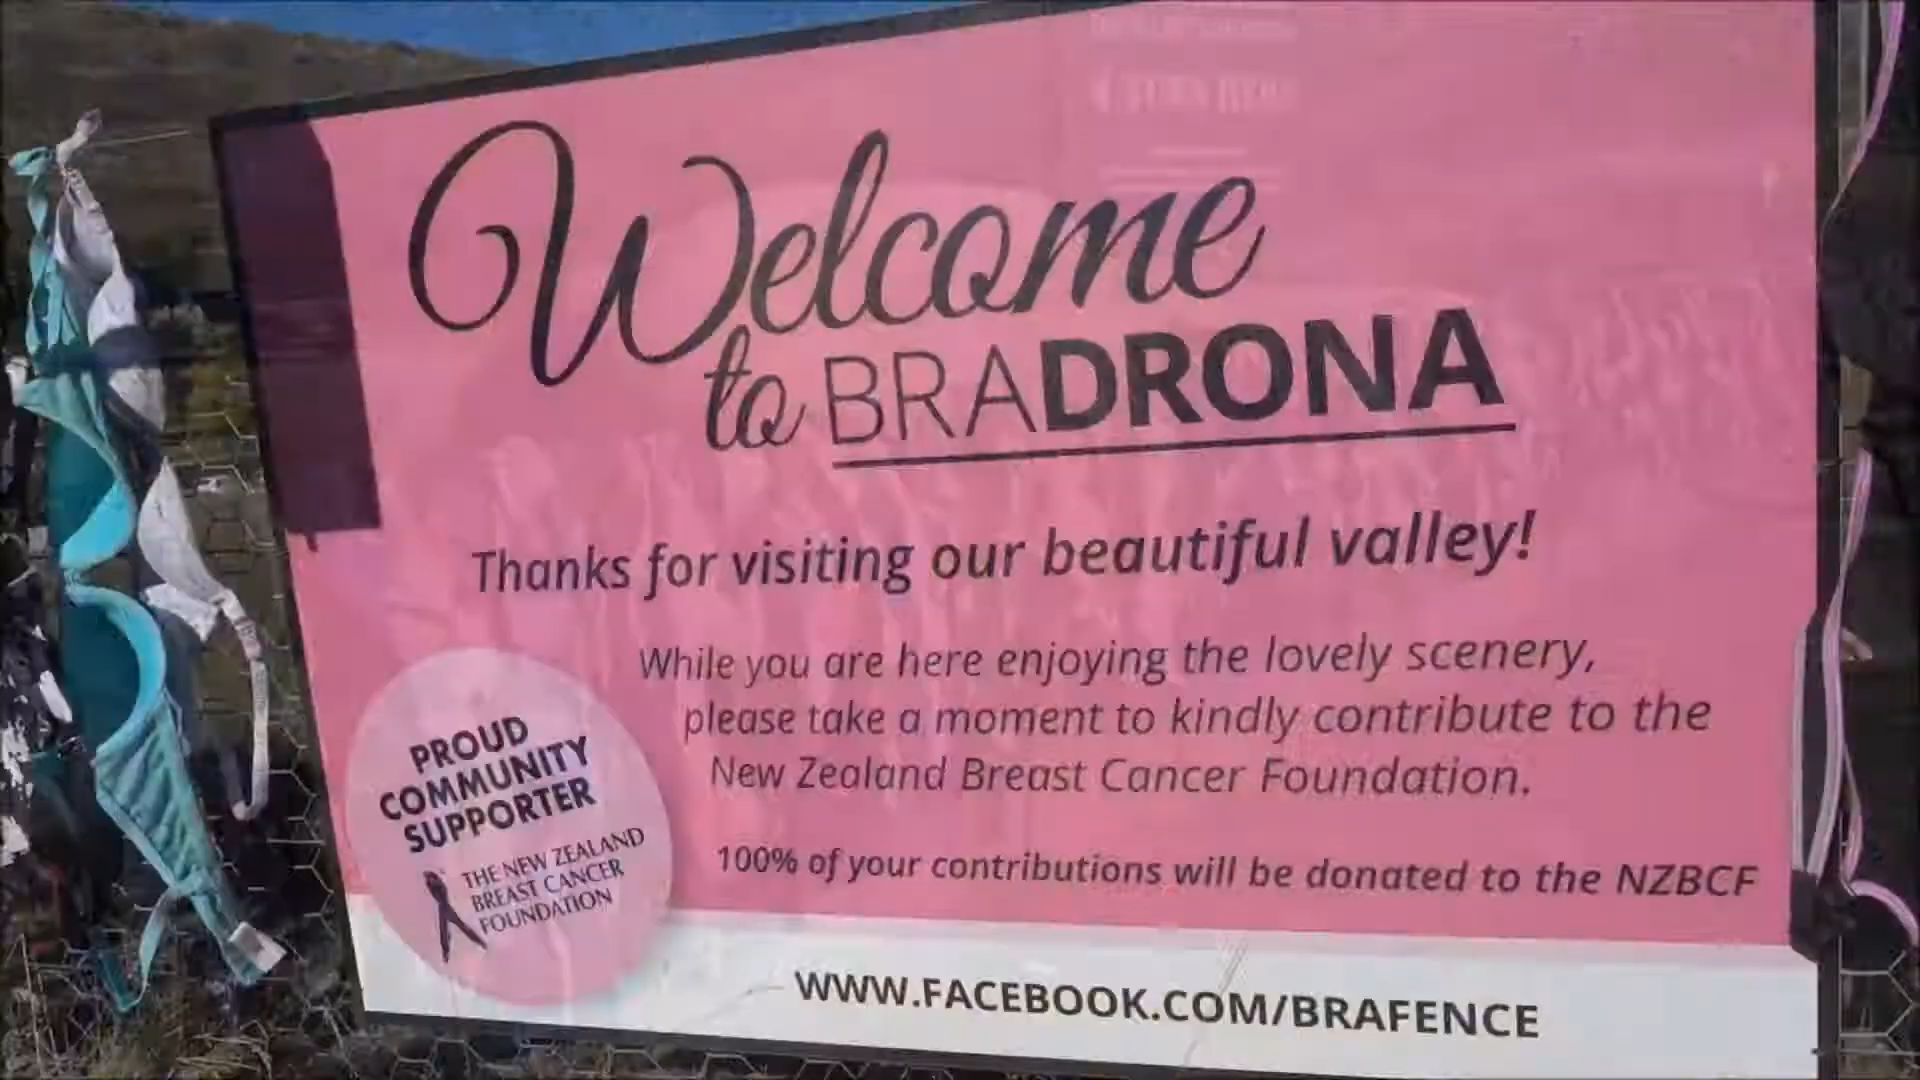 Welcome
to BRADRONA
Thanks for visiting our beautiful valley!
While you are here enjoying the lovely scenery,
please take a moment to kindly contribute to the
New Zealand Breast Cancer Foundation.
100% of your contributions will be donated to the NZBCF
PROUD
COMMUNITY
SUPPORTER
THE NEW ZEALAND
BREAST CANCER
FOUNDATION
WWW.FACEBOOK.COM/BRAFENCE